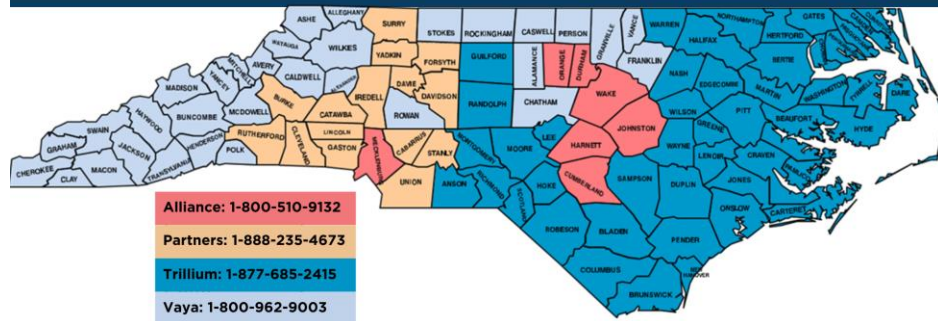 ALLEGHANY
ASHE
SURRY
STOKES
ROCKINGHAM
CASWELL
PERSON
GRANVILLE
VANCE
WARREN
NORTHAMPTON
GATES
HERTFORD
HALIFAX
BERTIE
WATAUGA
WILKES
YADKIN
FORSYTH
GUILFORD
ALAMANCE
ORANGE
DURHAM
FRANKLIN
NASH
EDGECOMBE
MARTIN
WASHINGTON
TYRRELL
DARE
MITCHELL
AVERY
YANCEY
CALDWELL
ALEXANDER
IREDELL
DAVIE
DAVIDSON
RANDOLPH
CHATHAM
WAKE
WILSON
PITT
BEAUFORT
HYDE
MADISON
BURKE
CATAWBA
ROWAN
JOHNSTON
GREENE
HAYWOOD
BUNCOMBE
MCDOWELL
SWAIN
GRAHAM
JACKSON
HENDERSON
POLK
RUTHERFORD
CLEVELAND
LINCOLN
GASTON
MECKLENBURG
CABARRUS
STANLY
MONTGOMERY
MOORE
LEE
HARNETT
WAYNE
LENOIR
CRAVEN
PAMLICO
CHEROKEE
CLAY
MACON
TRANSYLVANIA
UNION
ANSON
RICHMOND
SCOTLAND
HOKE
CUMBERLAND
SAMPSON
DUPLIN
JONES
ONSLOW
CARTERET
ROBESON
BLADEN
PENDER
COLUMBUS
NEW
HANOVER
BRUNSWICK
Alliance: 1-800-510-9132
Partners: 1-888-235-4673
Trillium: 1-877-685-2415
Vaya: 1-800-962-9003